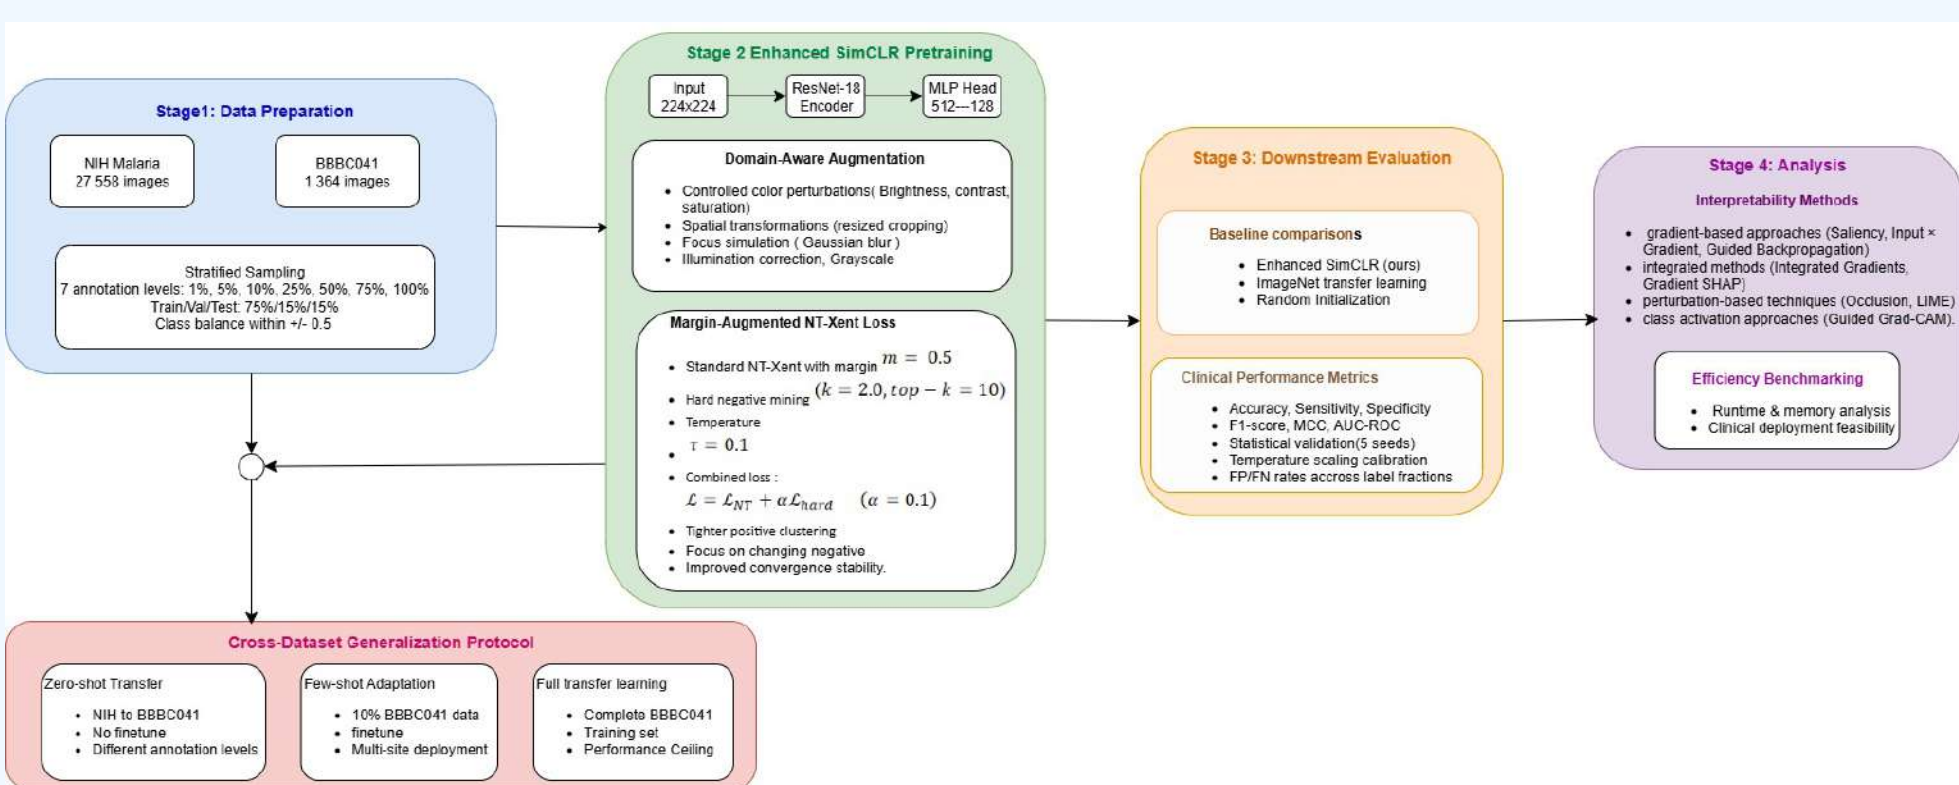 Stage1: Data Preparation
NIH Malaria
27 558 images
BBBC041
1 364 images
Stratified Sampling
7 annotation levels: 1%, 5%, 10%, 25%, 50%, 75%, 100%
Train/Val/Test: 75%/15%/15%
Class balance within +/- 0.5
Stage 2 Enhanced SimCLR Pretraining
Input
224x224
ResNet-18
Encoder
MLP Head
512---128
Domain-Aware Augmentation
• Controlled color perturbations( Brightness, contrast,
saturation)
• Spatial transformations (resized cropping)
• Focus simulation ( Gaussian blur )
• Illumination correction, Grayscale
Margin-Augmented NT-Xent Loss
• Standard NT-Xent with margin m = 0.5
• Hard negative mining (k = 2.0, top − k = 10)
• Temperature
• τ = 0.1
• Combined loss :
ℒ = ℒ_NT + αℒ_hard (α = 0.1)
• Tighter positive clustering
• Focus on changing negative
• Improved convergence stability.
Stage 3: Downstream Evaluation
Baseline comparisons
• Enhanced SimCLR (ours)
• ImageNet transfer learning
• Random Initialization
Clinical Performance Metrics
• Accuracy, Sensitivity, Specificity
• F1-score, MCC, AUC-ROC
• Statistical validation(5 seeds)
• Temperature scaling calibration
• FP/FN rates accross label fractions
Stage 4: Analysis
Interpretability Methods
• gradient-based approaches (Saliency, Input ×
Gradient, Guided Backpropagation)
• integrated methods (Integrated Gradients,
Gradient SHAP)
• perturbation-based techniques (Occlusion, LIME)
• class activation approaches (Guided Grad-CAM).
Efficiency Benchmarking
• Runtime & memory analysis
• Clinical deployment feasibility
Cross-Dataset Generalization Protocol
Zero-shot Transfer
• NIH to BBBC041
• No finetune
• Different annotation levels
Few-shot Adaptation
• 10% BBBC041 data
• finetune
• Multi-site deployment
Full transfer learning
• Complete BBBC041
• Training set
• Performance Ceiling